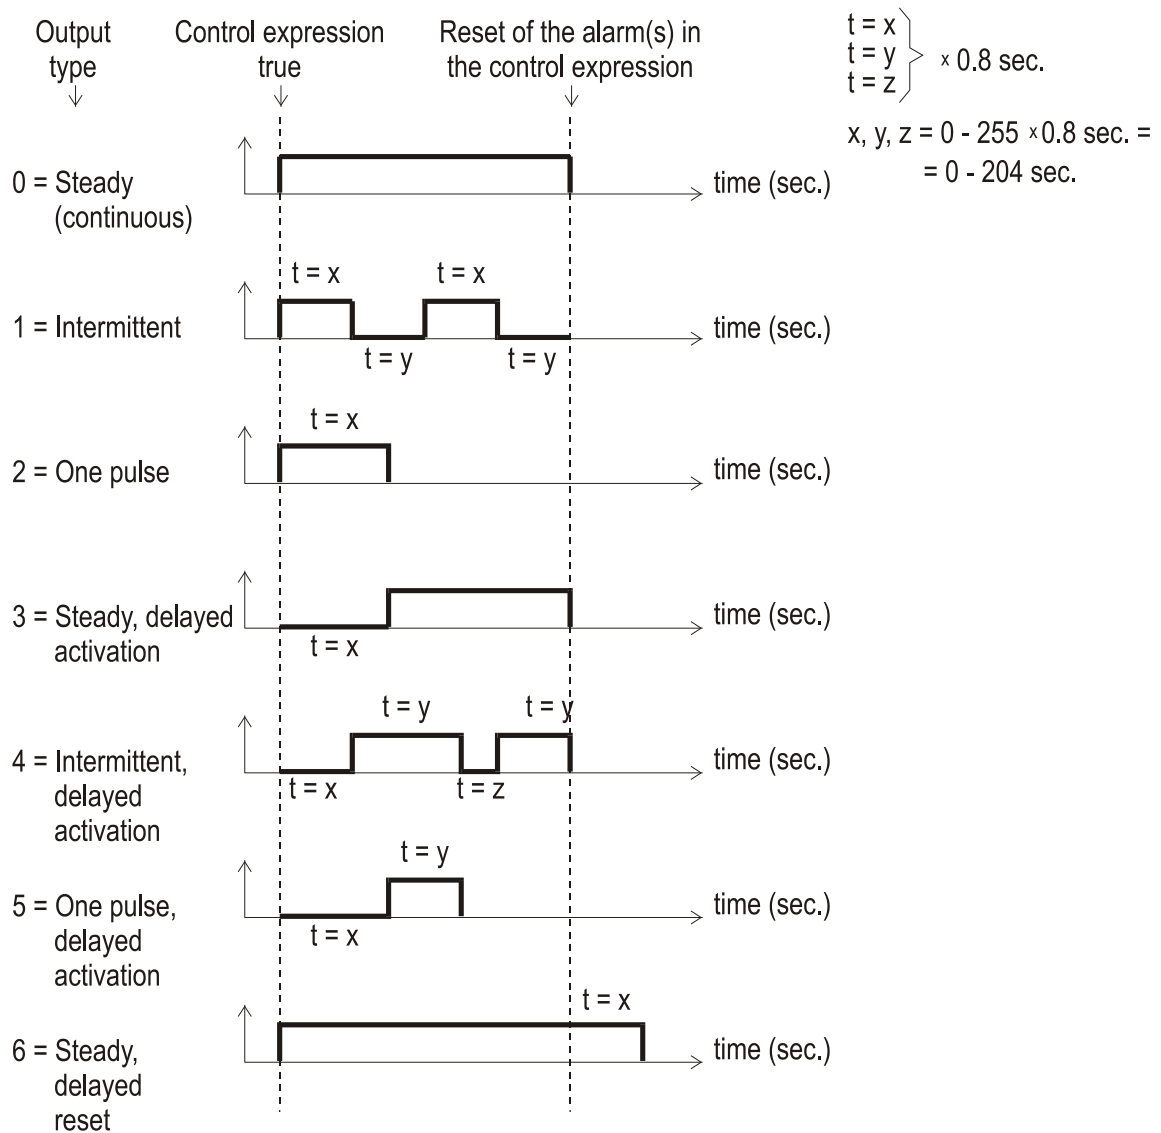 Output
type
Control expression
true
Reset of the alarm(s) in
the control expression
t = x
t = y
t = z
x 0.8 sec.
x, y, z = 0 - 255 x 0.8 sec. =
= 0 - 204 sec.
0 = Steady
(continuous)
time (sec.)
t = x
t = x
1 = Intermittent
time (sec.)
t = y
t = y
t = x
2 = One pulse
time (sec.)
3 = Steady, delayed
activation
time (sec.)
t = x
t = y
t = y
4 = Intermittent,
delayed
activation
time (sec.)
t = x
t = z
t = y
5 = One pulse,
delayed
activation
time (sec.)
t = x
t = x
6 = Steady,
delayed
reset
time (sec.)